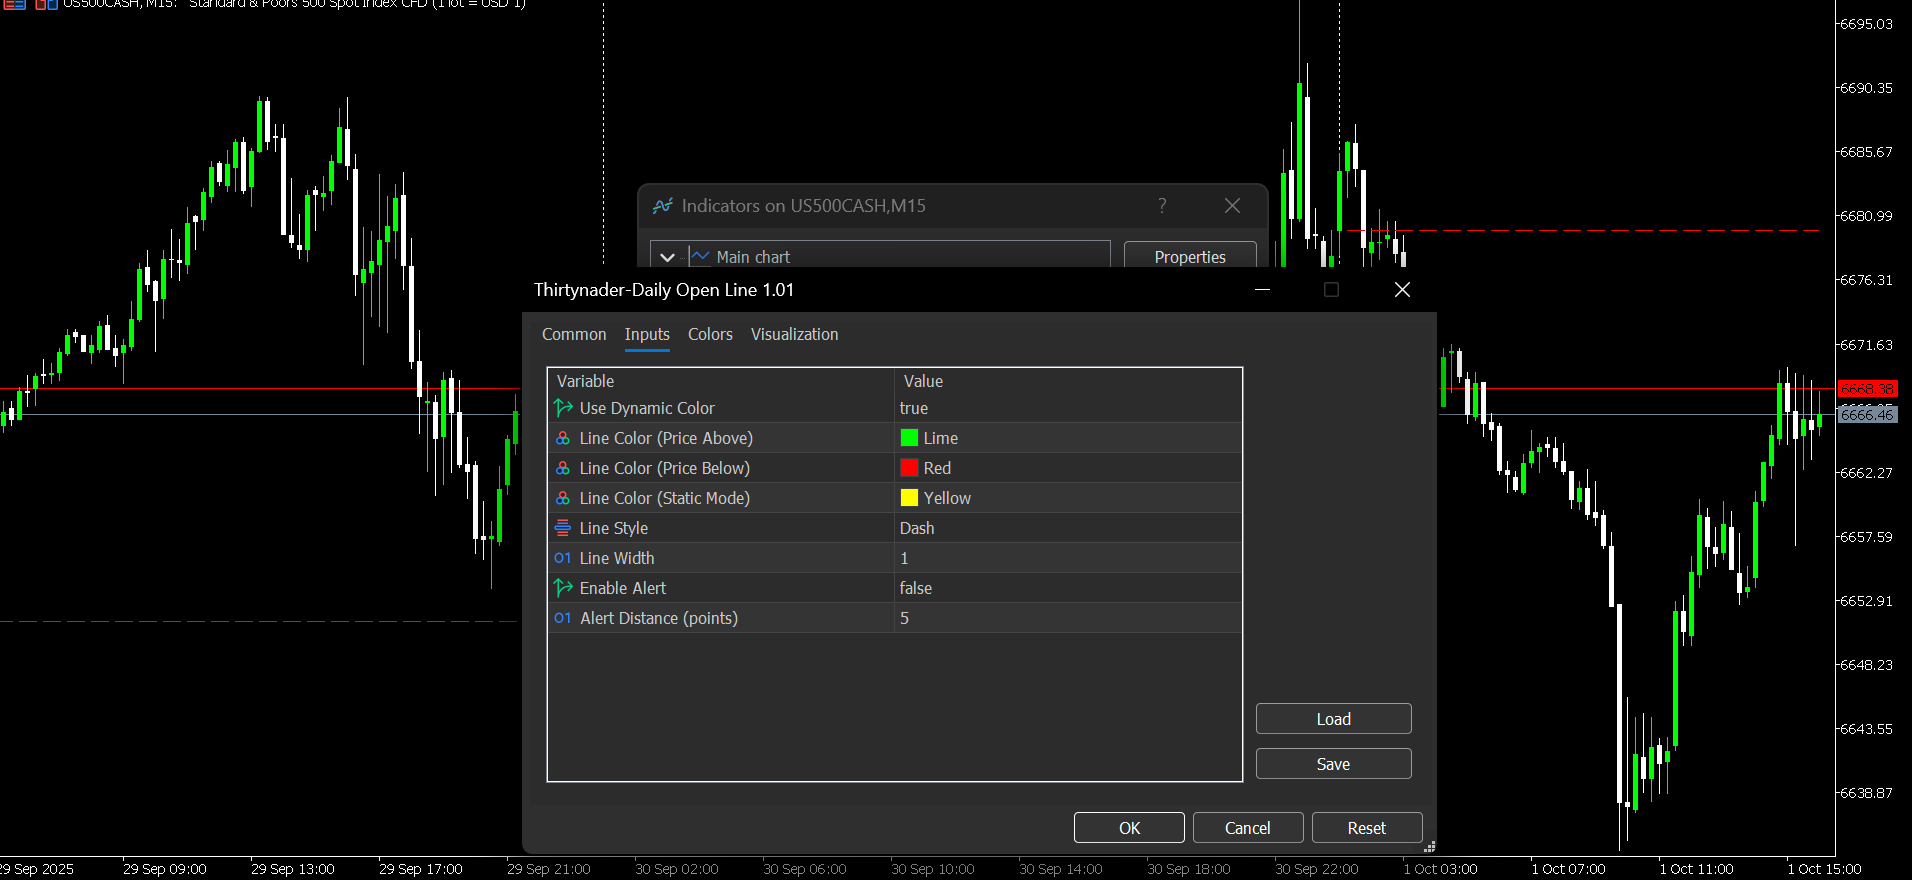 US500CASH, M15: Standard & Poors 500 Spot Index CFD (1 lot = USD 1)
6695.03
6690.35
6685.67
6680.99
6676.31
6671.63
6668.38
6666.46
6662.27
6657.59
6652.91
6648.23
6643.55
6638.87
Indicators on US500CASH,M15
?
Main chart
Properties
Thirtynader-Daily Open Line 1.01
Common Inputs Colors Visualization
Variable Value
Use Dynamic Color true
Line Color (Price Above) Lime
Line Color (Price Below) Red
Line Color (Static Mode) Yellow
Line Style Dash
01 Line Width 1
Enable Alert false
01 Alert Distance (points) 5
Load
Save
OK Cancel Reset
29 Sep 2025 29 Sep 09:00 29 Sep 13:00 29 Sep 17:00 29 Sep 21:00 30 Sep 02:00 30 Sep 06:00 30 Sep 10:00 30 Sep 14:00 30 Sep 18:00 30 Sep 22:00 1 Oct 03:00 1 Oct 07:00 1 Oct 11:00 1 Oct 15:00